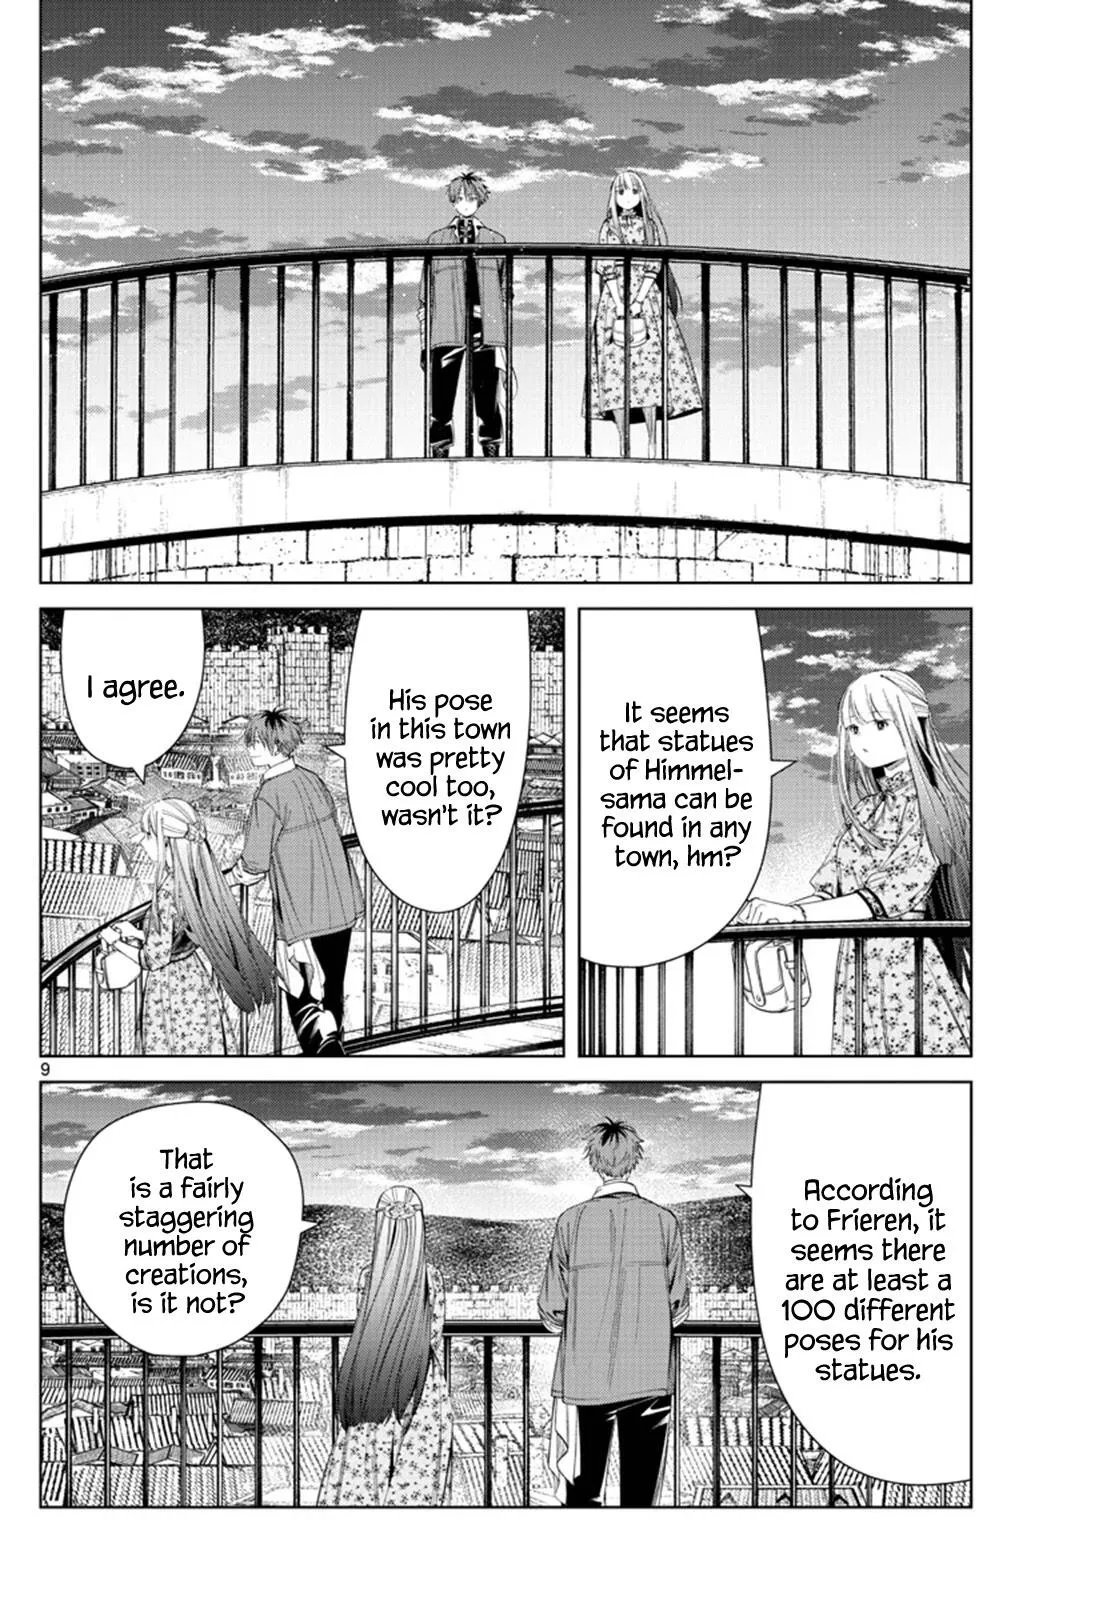 It seems
that statues
of Himmel-
sama can be
found in any
town, hm?
His pose
in this town
was pretty
cool too,
wasn't it?
I agree.
9
According
to Frieren, it
seems there
are at least a
100 different
poses for his
statues.
That
is a fairly
staggering
number of
creations,
is it not?